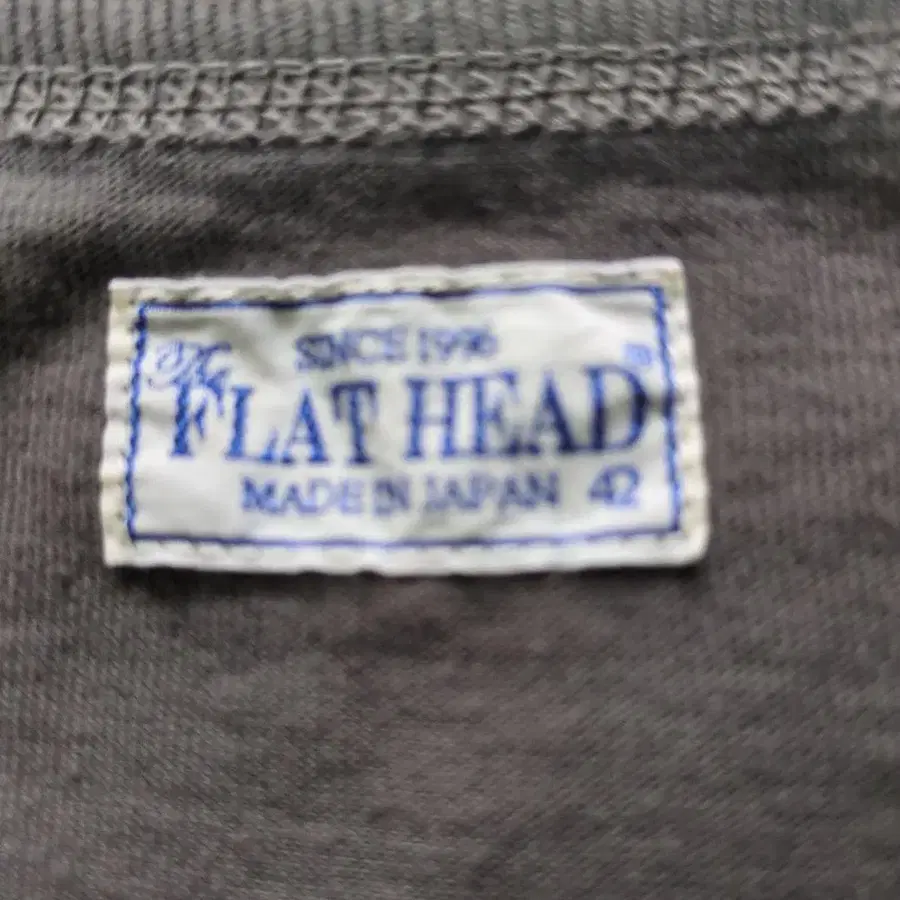 SINCE 1996
The FLAT HEAD®
MADE IN JAPAN 42